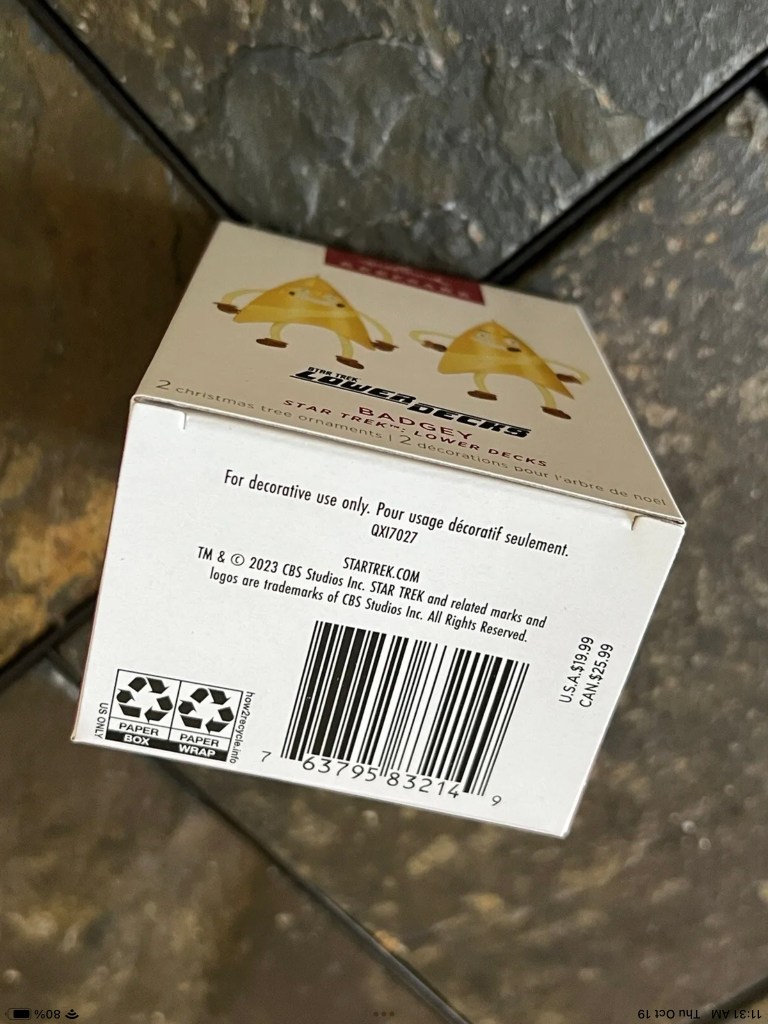 KEEPSAKE
STAR TREK
LOWER DECKS
BADGEY
STAR TREK™: LOWER DECKS
2 christmas tree ornaments | 2 décorations pour l'arbre de noël
For decorative use only. Pour usage décoratif seulement.
QXI7027
STARTREK.COM
TM & © 2023 CBS Studios Inc. STAR TREK and related marks and
logos are trademarks of CBS Studios Inc. All Rights Reserved.
U.S.A.$19.99
CAN.$25.99
US ONLY
PAPER
BOX
PAPER
WRAP
how2recycle.info
7 63795 83214 9
80%
11:31 AM Thu Oct 19